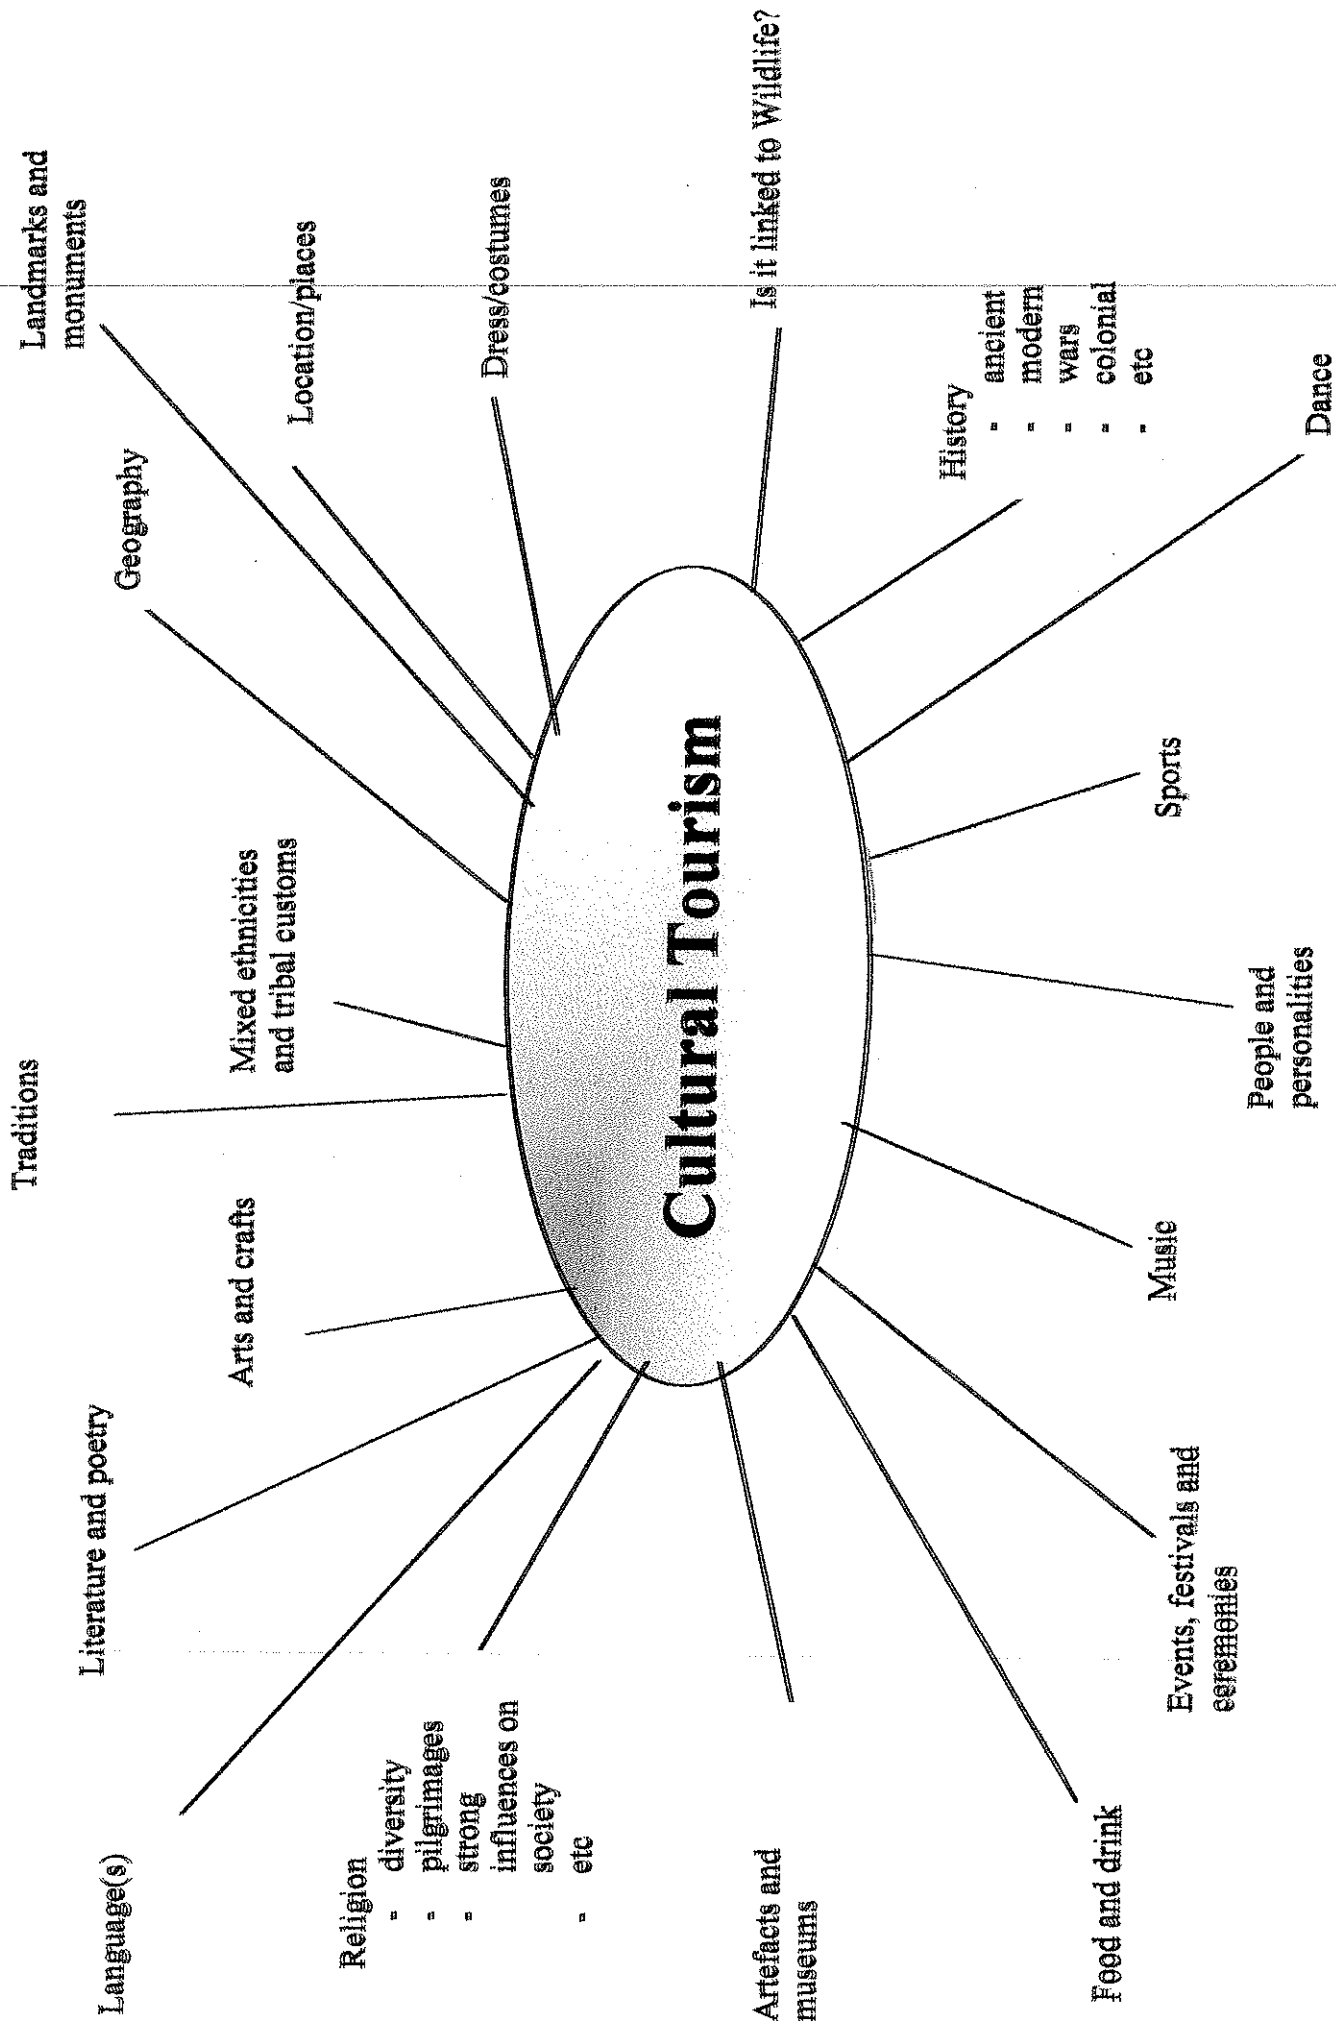 Traditions
Landmarks and
monuments
Literature and poetry
Geography
Language(s)
Arts and crafts
Mixed ethnicities
and tribal customs
Location/places
Religion
- diversity
- pilgrimages
- strong
influences on
society
- etc
Dress/costumes
Cultural Tourism
Artefacts and
museums
Is it linked to Wildlife?
History
- ancient
- modern
- wars
- colonial
- etc
Food and drink
Events, festivals and
ceremonies
Music
Sports
People and
personalities
Dance